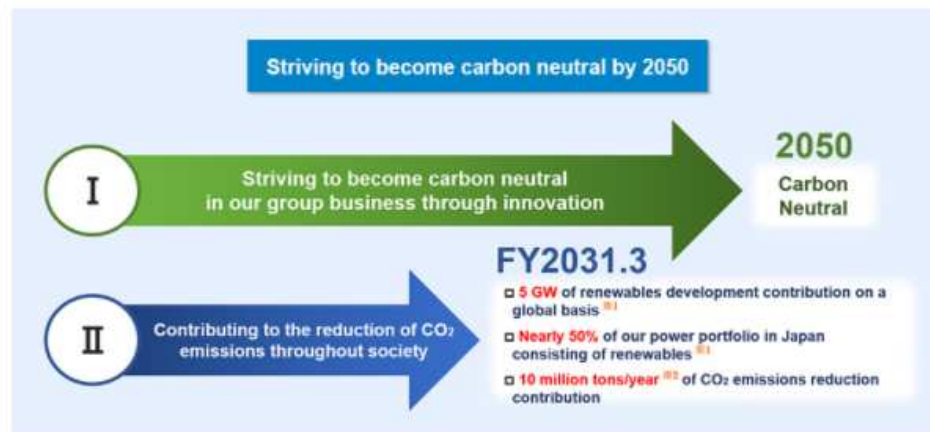 Striving to become carbon neutral by 2050
I
Striving to become carbon neutral
in our group business through innovation
2050
Carbon
Neutral
II
Contributing to the reduction of CO₂
emissions throughout society
FY2031.3
□ 5 GW of renewables development contribution on a
global basis
□ Nearly 50% of our power portfolio in Japan
consisting of renewables
□ 10 million tons/year of CO₂ emissions reduction
contribution